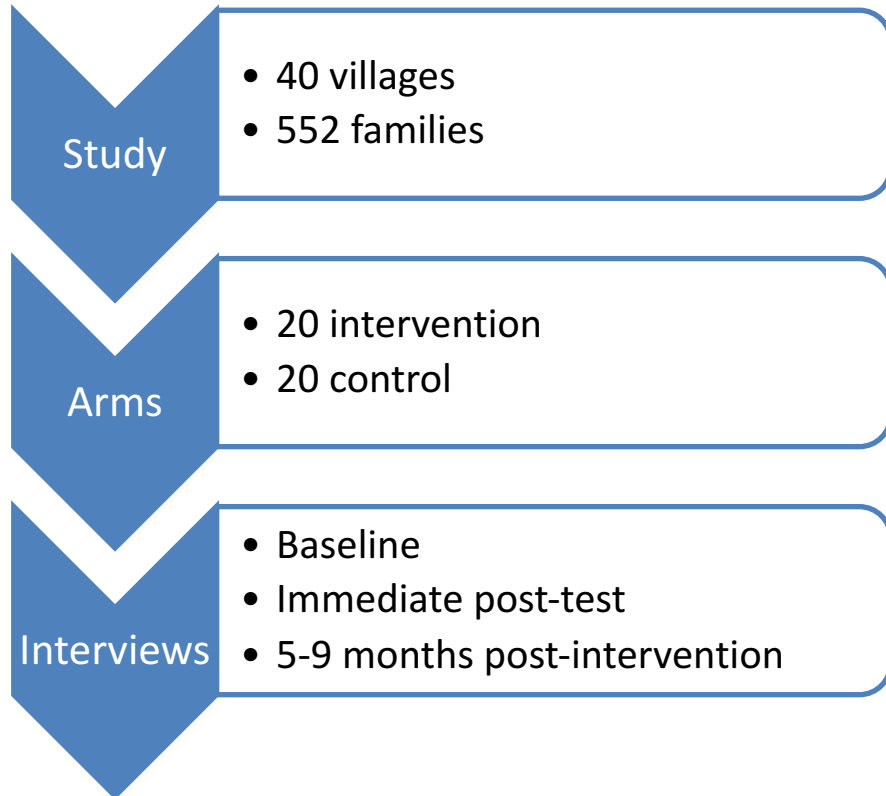 Study
• 40 villages
• 552 families
Arms
• 20 intervention
• 20 control
Interviews
• Baseline
• Immediate post-test
• 5-9 months post-intervention